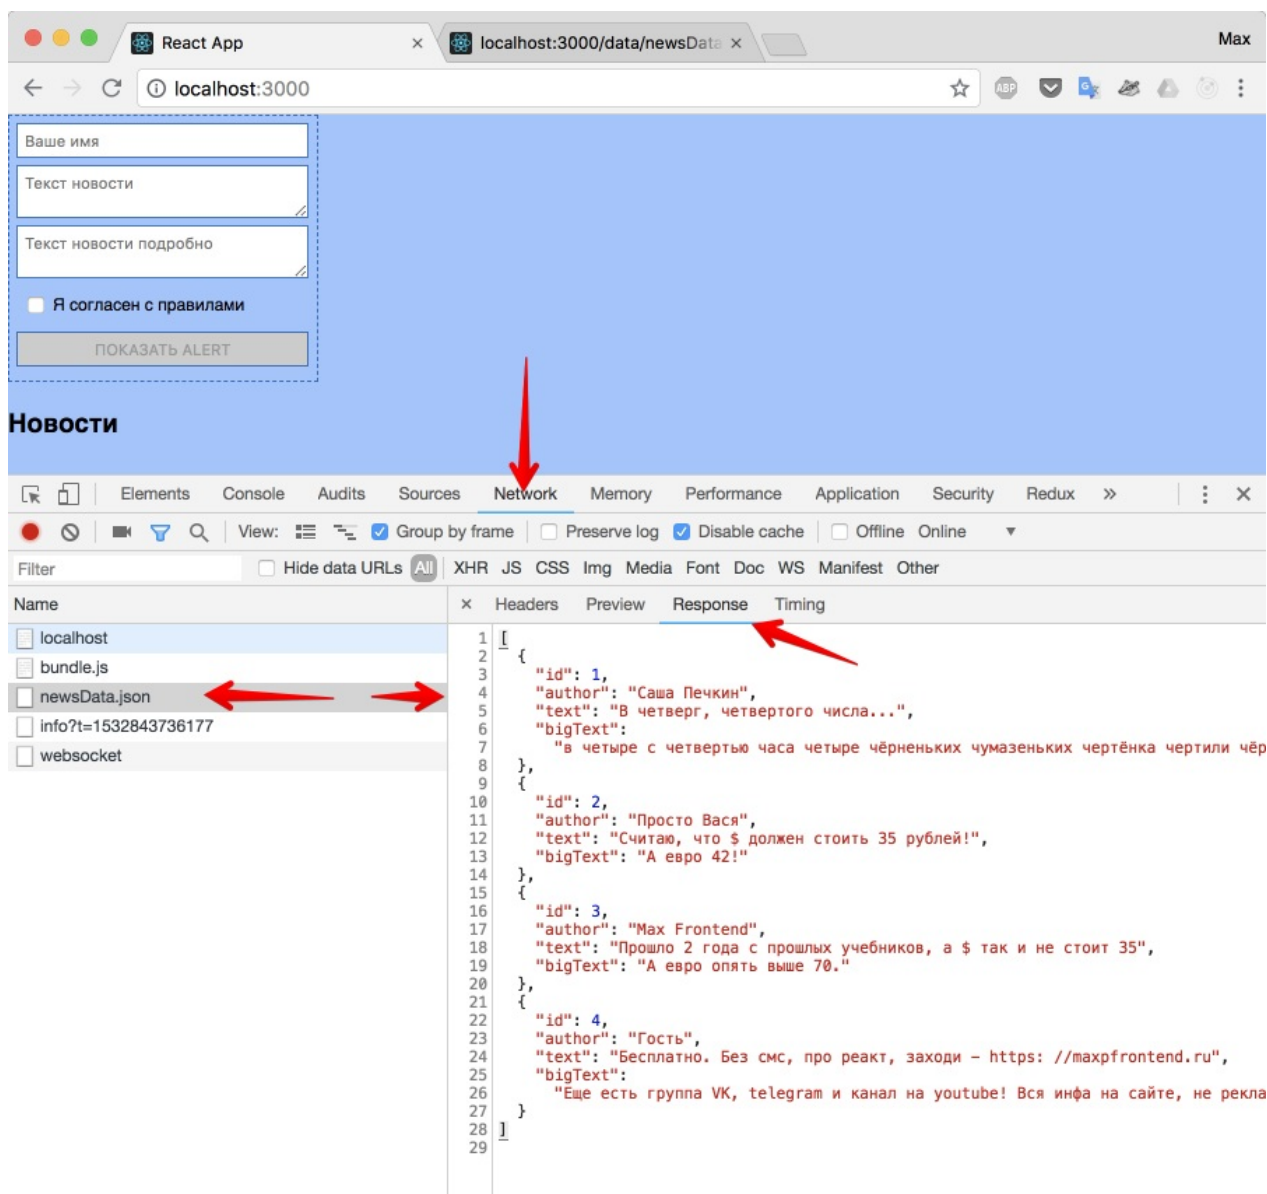 React App
localhost:3000/data/newsData
Max
localhost:3000
ABP
Ваше имя
Текст новости
Текст новости подробно
Я согласен с правилами
ПОКАЗАТЬ ALERT
Новости
Elements Console Audits Sources Network Memory Performance Application Security Redux »
View: Group by frame Preserve log Disable cache Offline Online
Filter Hide data URLs All XHR JS CSS Img Media Font Doc WS Manifest Other
Name
localhost
bundle.js
newsData.json
info?t=1532843736177
websocket
× Headers Preview Response Timing
1 [
2 {
3 "id": 1,
4 "author": "Саша Печкин",
5 "text": "В четверг, четвертого числа...",
6 "bigText":
7 "в четыре с четвертью часа четыре чёрненьких чумазеньких чертёнка чертили чёр
8 },
9 {
10 "id": 2,
11 "author": "Просто Вася",
12 "text": "Считаю, что $ должен стоить 35 рублей!",
13 "bigText": "А евро 42!"
14 },
15 {
16 "id": 3,
17 "author": "Max Frontend",
18 "text": "Прошло 2 года с прошлых учебников, а $ так и не стоит 35",
19 "bigText": "А евро опять выше 70."
20 },
21 {
22 "id": 4,
23 "author": "Гость",
24 "text": "Бесплатно. Без смс, про реакт, заходи – https: //maxpfrontend.ru",
25 "bigText":
26 "Еще есть группа VK, telegram и канал на youtube! Вся инфа на сайте, не рекла
27 }
28 ]
29